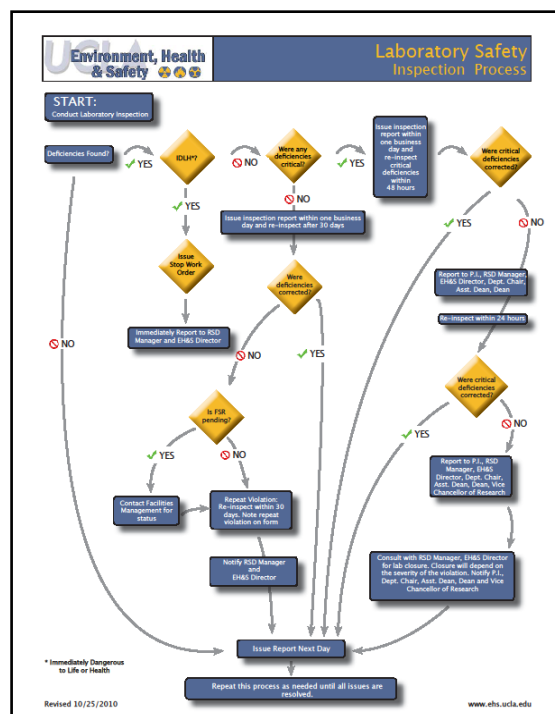 UCLA
Environment, Health
& Safety
Laboratory Safety
Inspection Process
START:
Conduct Laboratory Inspection
Deficiencies Found?
YES
IDLH*?
NO
Were any
deficiencies
critical?
YES
Issue inspection
report within
one business
day and
re-inspect
critical
deficiencies
within
48 hours
Were critical
deficiencies
corrected?
YES
NO
YES
NO
Issue inspection report within one business
day and re-inspect after 30 days
Issue
Stop Work
Order
Were
deficiencies
corrected?
Report to P.I., RSD Manager,
EH&S Director, Dept. Chair,
Asst. Dean, Dean
Re-inspect within 24 hours
Immediately Report to RSD
Manager and EH&S Director
NO
NO
YES
Were critical
deficiencies
corrected?
Is FSR
pending?
YES
NO
YES
NO
Report to P.I., RSD
Manager, EH&S
Director, Dept. Chair,
Asst. Dean, Dean, Vice
Chancellor of Research
Contact Facilities
Management for
status
Repeat Violation:
Re-inspect within 30
days. Note repeat
violation on form
Notify RSD Manager
and
EH&S Director
Consult with RSD Manager, EH&S Director
for lab closure. Closure will depend on
the severity of the violation. Notify P.I.,
Dept. Chair, Asst. Dean, Dean and Vice
Chancellor of Research
Issue Report Next Day
* Immediately Dangerous
to Life or Health
Repeat this process as needed until all issues are
resolved.
Revised 10/25/2010
www.ehs.ucla.edu